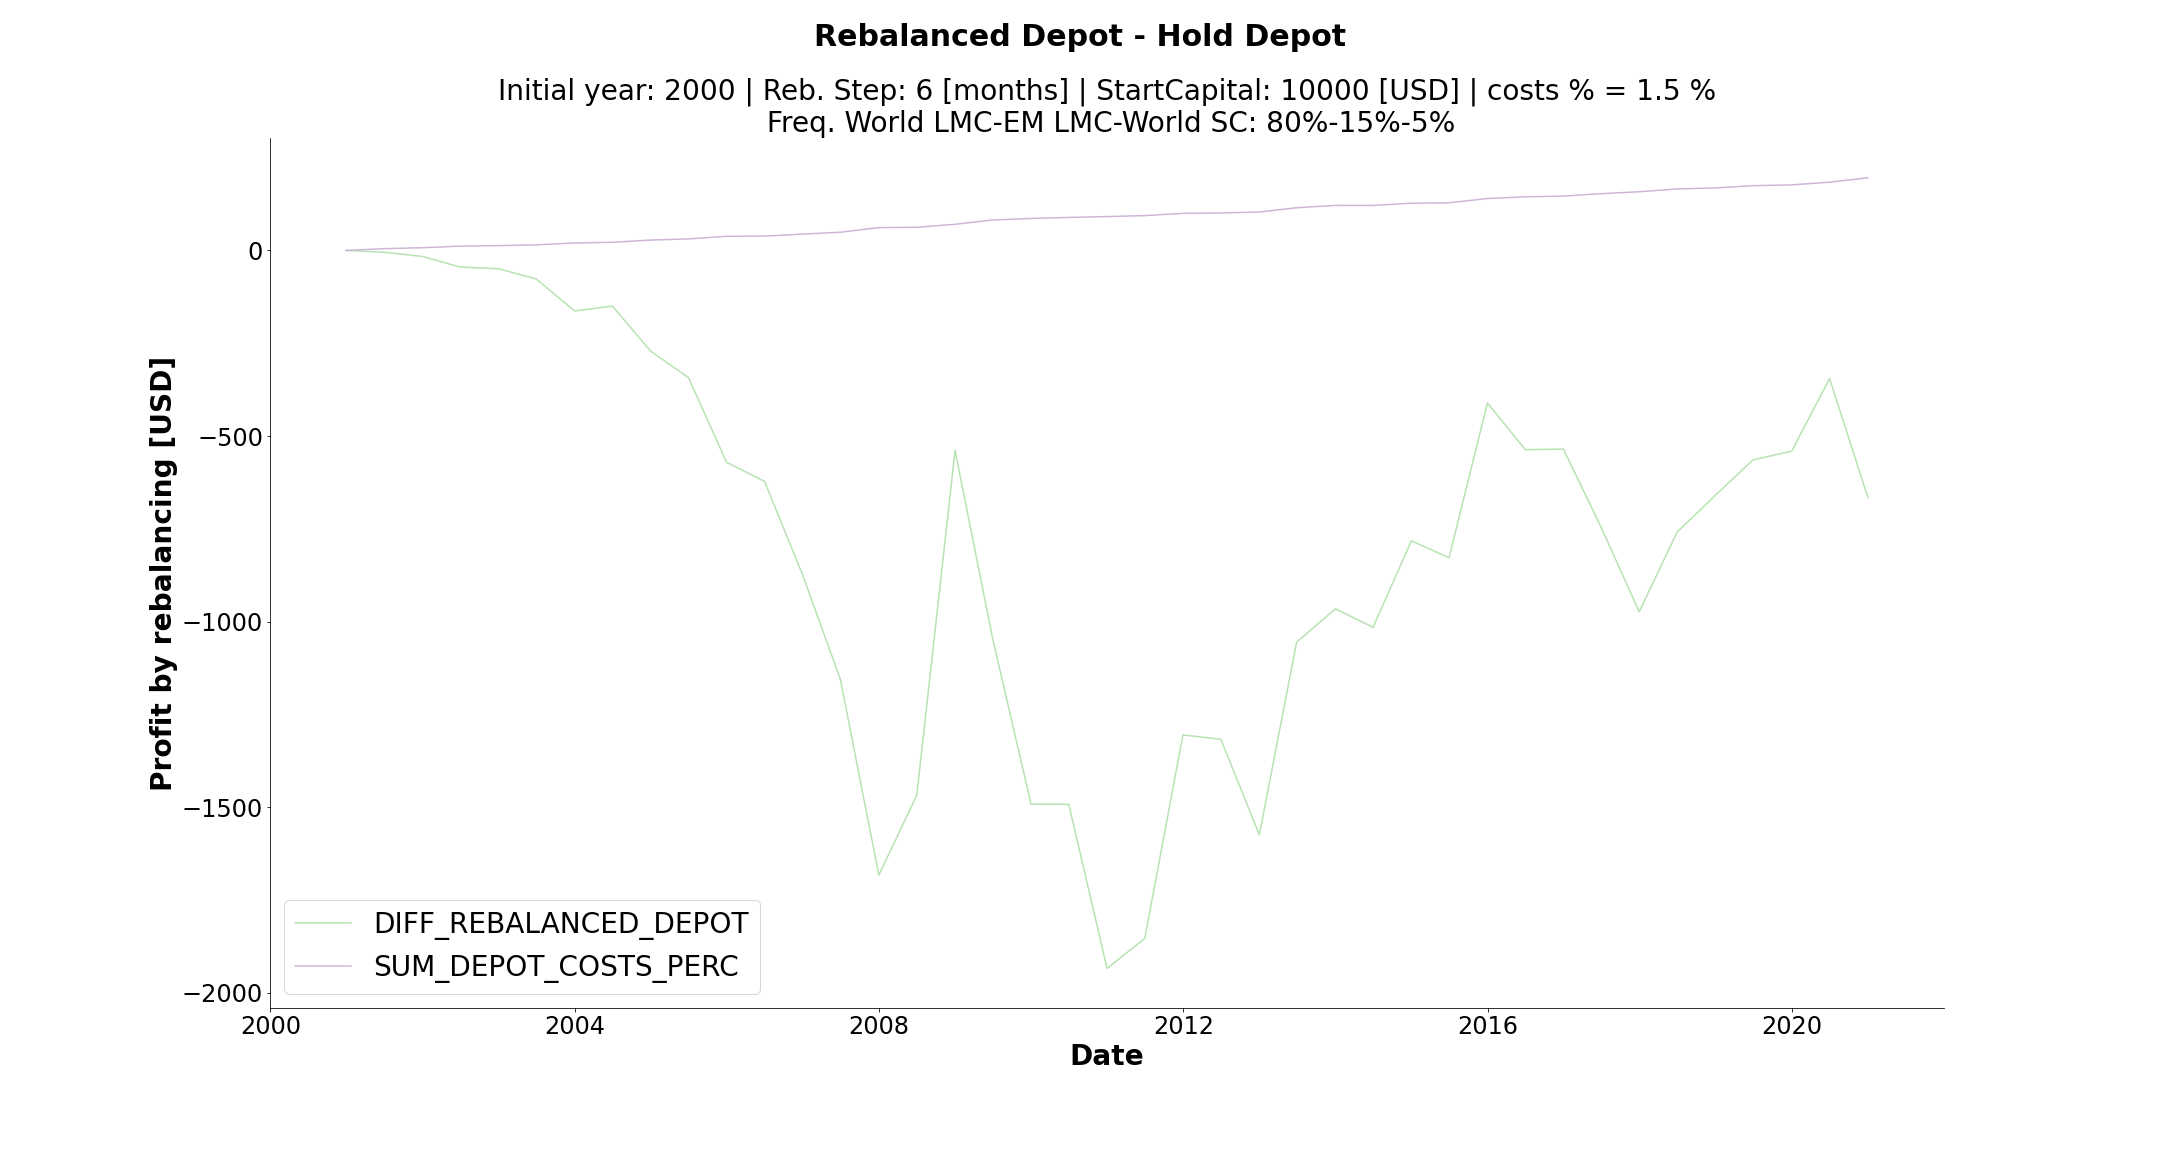 Rebalanced Depot - Hold Depot
Initial year: 2000 | Reb. Step: 6 [months] | StartCapital: 10000 [USD] | costs % = 1.5 %
Freq. World LMC-EM LMC-World SC: 80%-15%-5%
Profit by rebalancing [USD]
0
−500
−1000
−1500
−2000
DIFF_REBALANCED_DEPOT
SUM_DEPOT_COSTS_PERC
2000 2004 2008 2012 2016 2020
Date